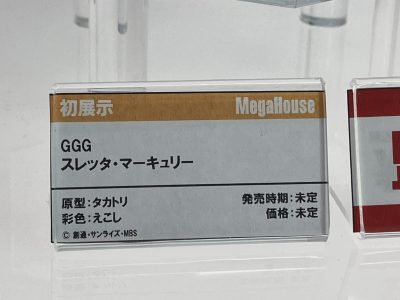 初展示 MegaHouse
GGG
スレッタ・マーキュリー
原型:タカトリ 発売時期:未定
彩色:えこし 価格:未定
© 創通・サンライズ・MBS